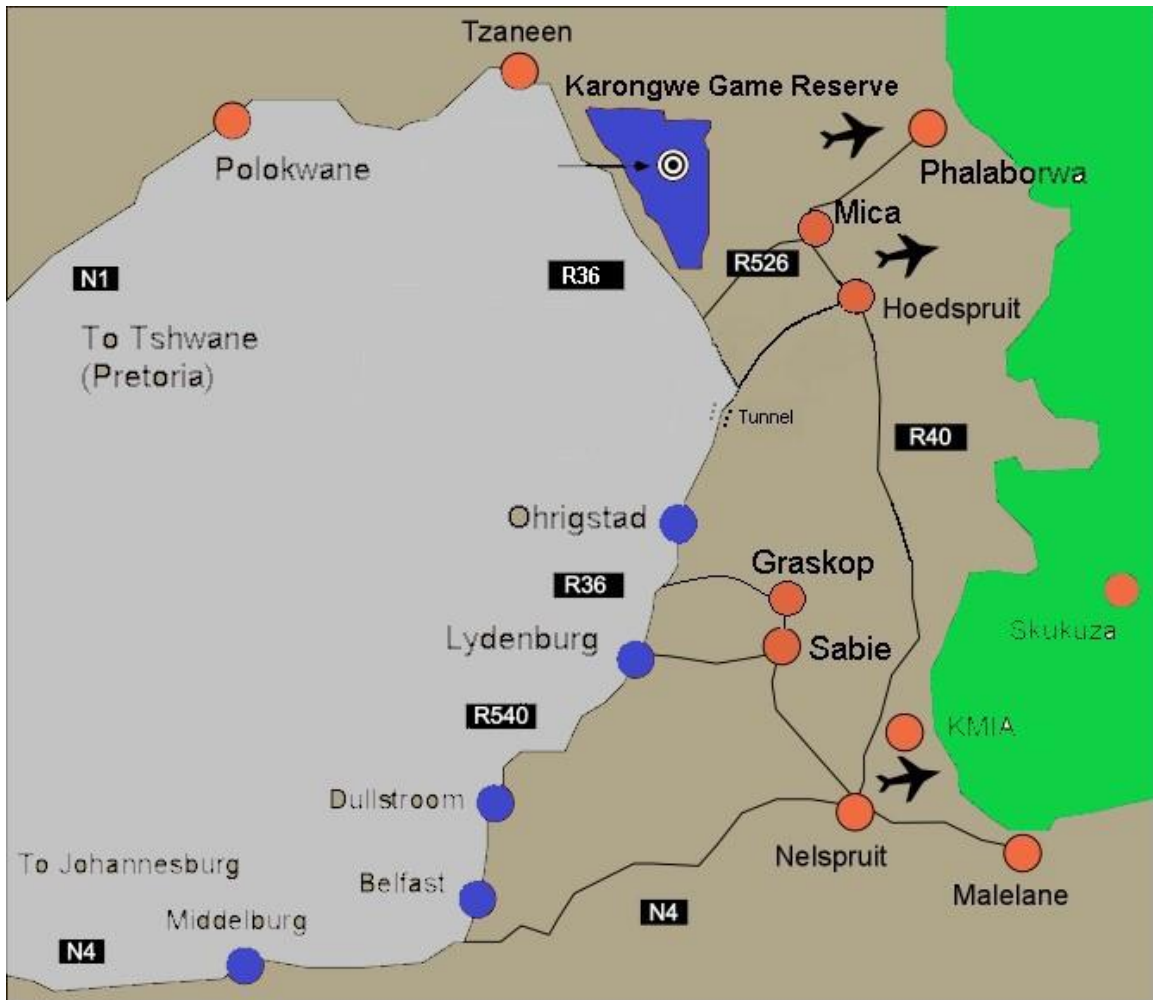 Tzaneen
Karongwe Game Reserve
Polokwane
Phalaborwa
Mica
N1
R36
R526
To Tshwane
(Pretoria)
Hoedspruit
Tunnel
R40
Ohrigstad
Graskop
R36
Skukuza
Lydenburg
Sabie
R540
KMIA
Dullstroom
Nelspruit
To Johannesburg
Belfast
Malelane
Middelburg
N4
N4